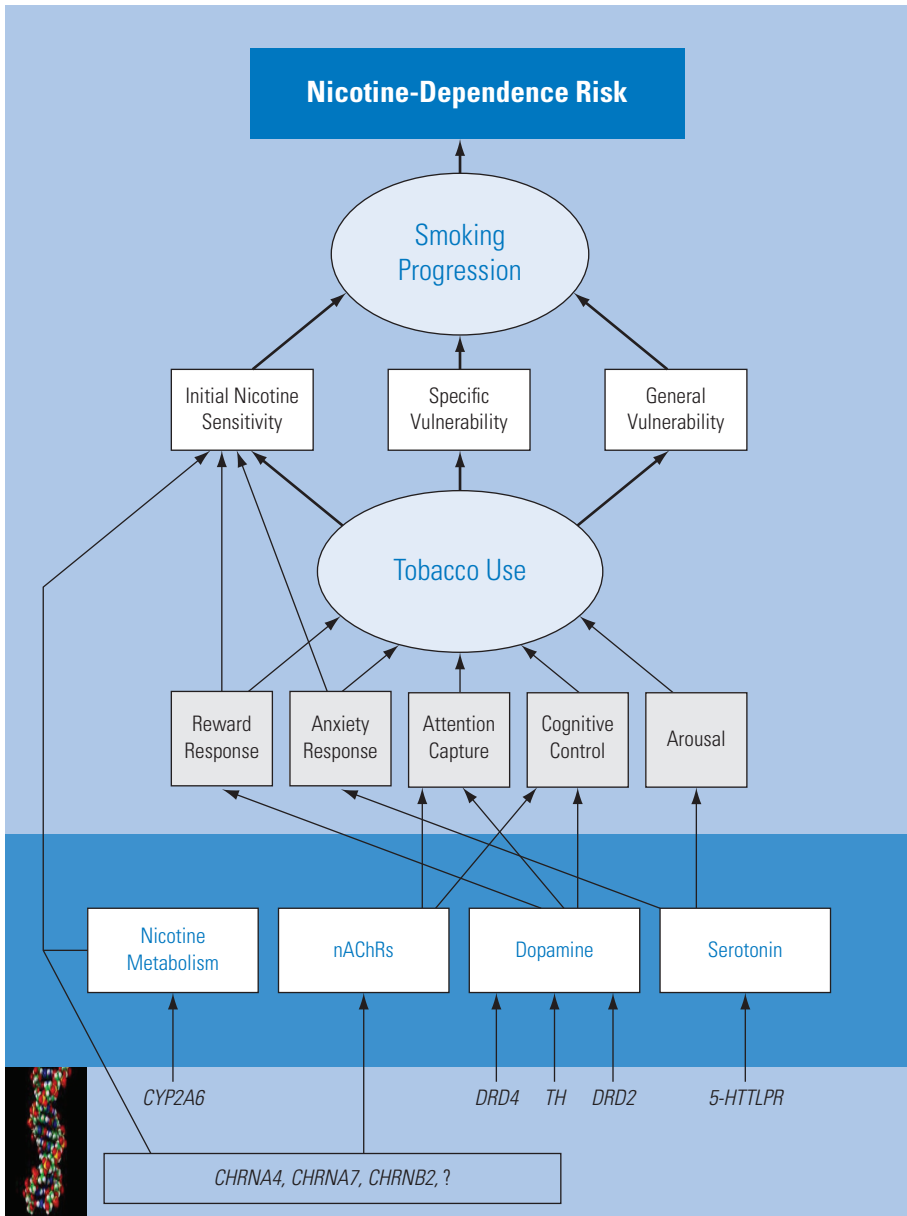 Nicotine-Dependence Risk
Smoking
Progression
Initial Nicotine
Sensitivity
Specific
Vulnerability
General
Vulnerability
Tobacco Use
Reward
Response
Anxiety
Response
Attention
Capture
Cognitive
Control
Arousal
Nicotine
Metabolism
nAChRs
Dopamine
Serotonin
CYP2A6
DRD4
TH
DRD2
5-HTTLPR
CHRNA4, CHRNA7, CHRNB2, ?